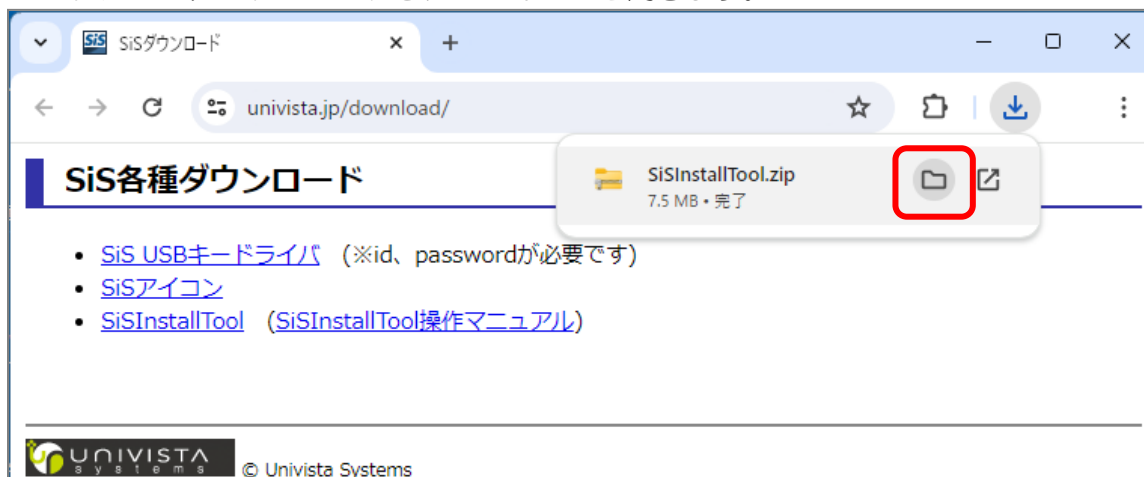 SiS SiSダウンロード
univista.jp/download/
SiS各種ダウンロード
SiSInstallTool.zip
7.5 MB • 完了
• SiS USBキードライバ (※id、passwordが必要です)
• SiSアイコン
• SiSInstallTool (SiSInstallTool操作マニュアル)
UNIVISTA
systems
© Univista Systems